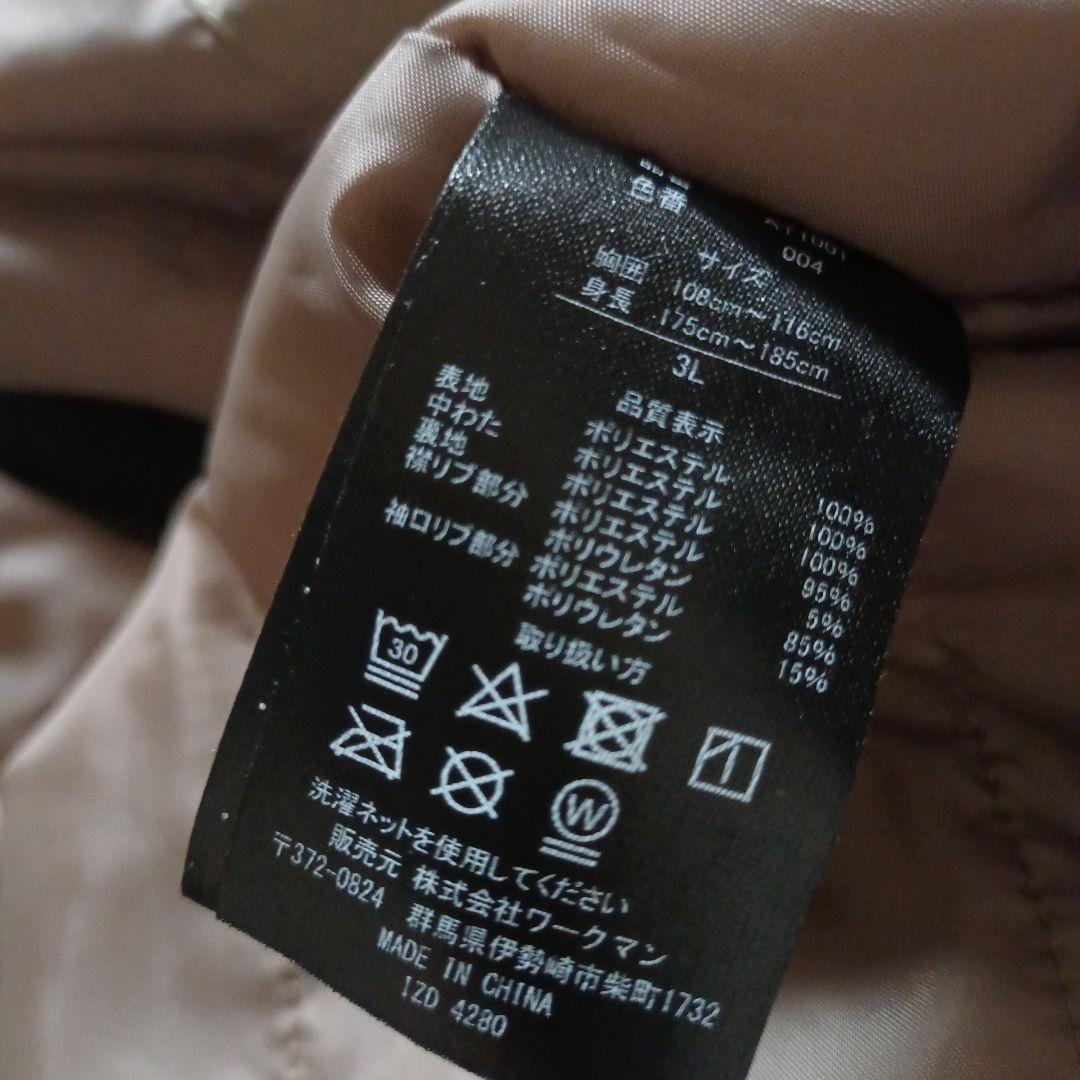 色番 004
サイズ
胸囲 108cm～116cm
身長 175cm～185cm
3L
品質表示
表地 ポリエステル 100%
中わた ポリエステル 100%
裏地 ポリエステル 100%
襟リブ部分 ポリエステル 95%
ポリウレタン 5%
袖口リブ部分 ポリエステル 85%
ポリウレタン 15%
取り扱い方
30
W
洗濯ネットを使用してください
販売元 株式会社ワークマン
〒372-0824 群馬県伊勢崎市柴町1732
MADE IN CHINA
IZD 4280